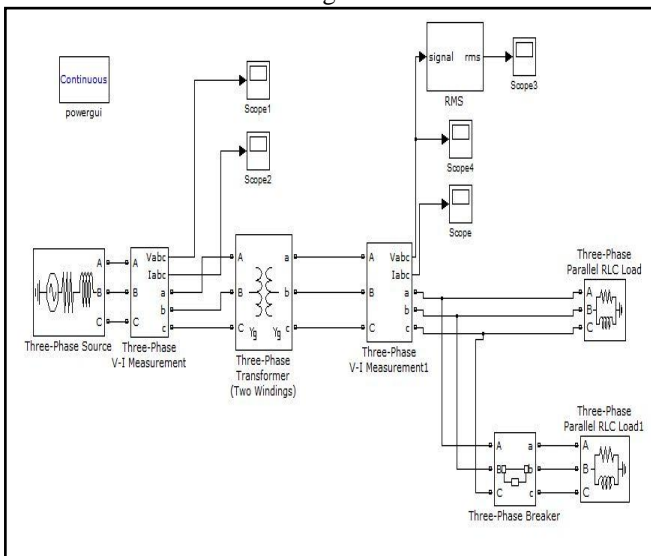 Continuous
powergui
Scope1
Scope2
signal rms
RMS
Scope3
Scope4
Scope
A
B
C
Three-Phase Source
A
B
C
Vabc
Iabc
a
b
c
Three-Phase
V-I Measurement
A
B
C
a
b
c
Yg Yg
Three-Phase
Transformer
(Two Windings)
A
B
C
Vabc
Iabc
a
b
c
Three-Phase
V-I Measurement1
Three-Phase
Parallel RLC Load
A
B
C
A
B
C
a
b
c
Three-Phase Breaker
Three-Phase
Parallel RLC Load1
A
B
C